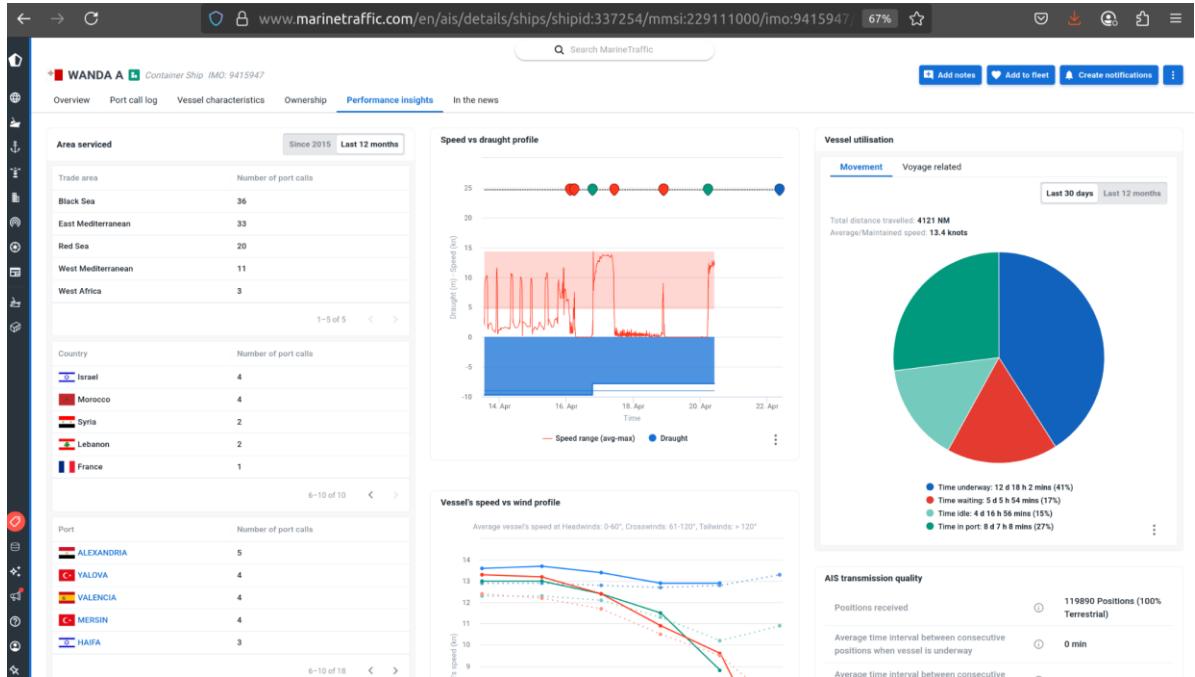 www.marinetraffic.com/en/ais/details/ships/shipid:337254/mmsi:229111000/imo:9415947/ 67%
Search MarineTraffic
WANDA A Container Ship IMO: 9415947
Add notes Add to fleet Create notifications
Overview Port call log Vessel characteristics Ownership Performance insights In the news
Area serviced Since 2015 Last 12 months
Trade area Number of port calls
Black Sea 36
East Mediterranean 33
Red Sea 20
West Mediterranean 11
West Africa 3
1–5 of 5
Country Number of port calls
Israel 4
Morocco 4
Syria 2
Lebanon 2
France 1
6–10 of 10
Port Number of port calls
ALEXANDRIA 5
YALOVA 4
VALENCIA 4
MERSIN 4
HAIFA 3
6–10 of 18
Speed vs draught profile
Draught (m) - Speed (kn)
25
20
15
10
5
0
-5
-10
14. Apr 16. Apr 18. Apr 20. Apr 22. Apr
Time
Speed range (avg-max) Draught
Vessel's speed vs wind profile
Average vessel's speed at Headwinds: 0-60°, Crosswinds: 61-120°, Tailwinds: > 120°
14
13
12
11
10
9
's speed (kn)
Vessel utilisation
Movement Voyage related
Last 30 days Last 12 months
Total distance travelled: 4121 NM
Average/Maintained speed: 13.4 knots
Time underway: 12 d 18 h 2 mins (41%)
Time waiting: 5 d 5 h 54 mins (17%)
Time idle: 4 d 16 h 56 mins (15%)
Time in port: 8 d 7 h 8 mins (27%)
AIS transmission quality
Positions received 119890 Positions (100%
Terrestrial)
Average time interval between consecutive
positions when vessel is underway 0 min
Average time interval between consecutive